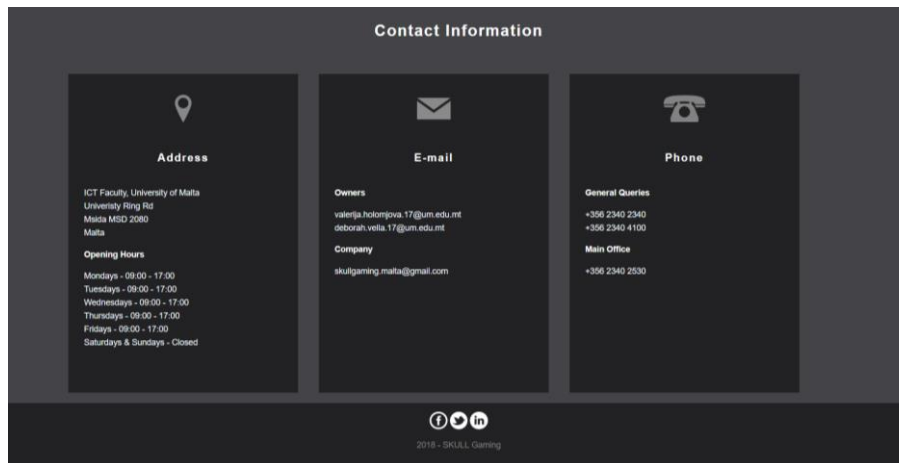 Contact Information
Address
ICT Faculty, University of Malta
Univeristy Ring Rd
Msida MSD 2080
Malta
Opening Hours
Mondays - 09:00 - 17:00
Tuesdays - 09:00 - 17:00
Wednesdays - 09:00 - 17:00
Thursdays - 09:00 - 17:00
Fridays - 09:00 - 17:00
Saturdays & Sundays - Closed
E-mail
Owners
valerija.holomjova.17@um.edu.mt
deborah.vella.17@um.edu.mt
Company
skullgaming.malta@gmail.com
Phone
General Queries
+356 2340 2340
+356 2340 4100
Main Office
+356 2340 2530
2018 - SKULL Gaming